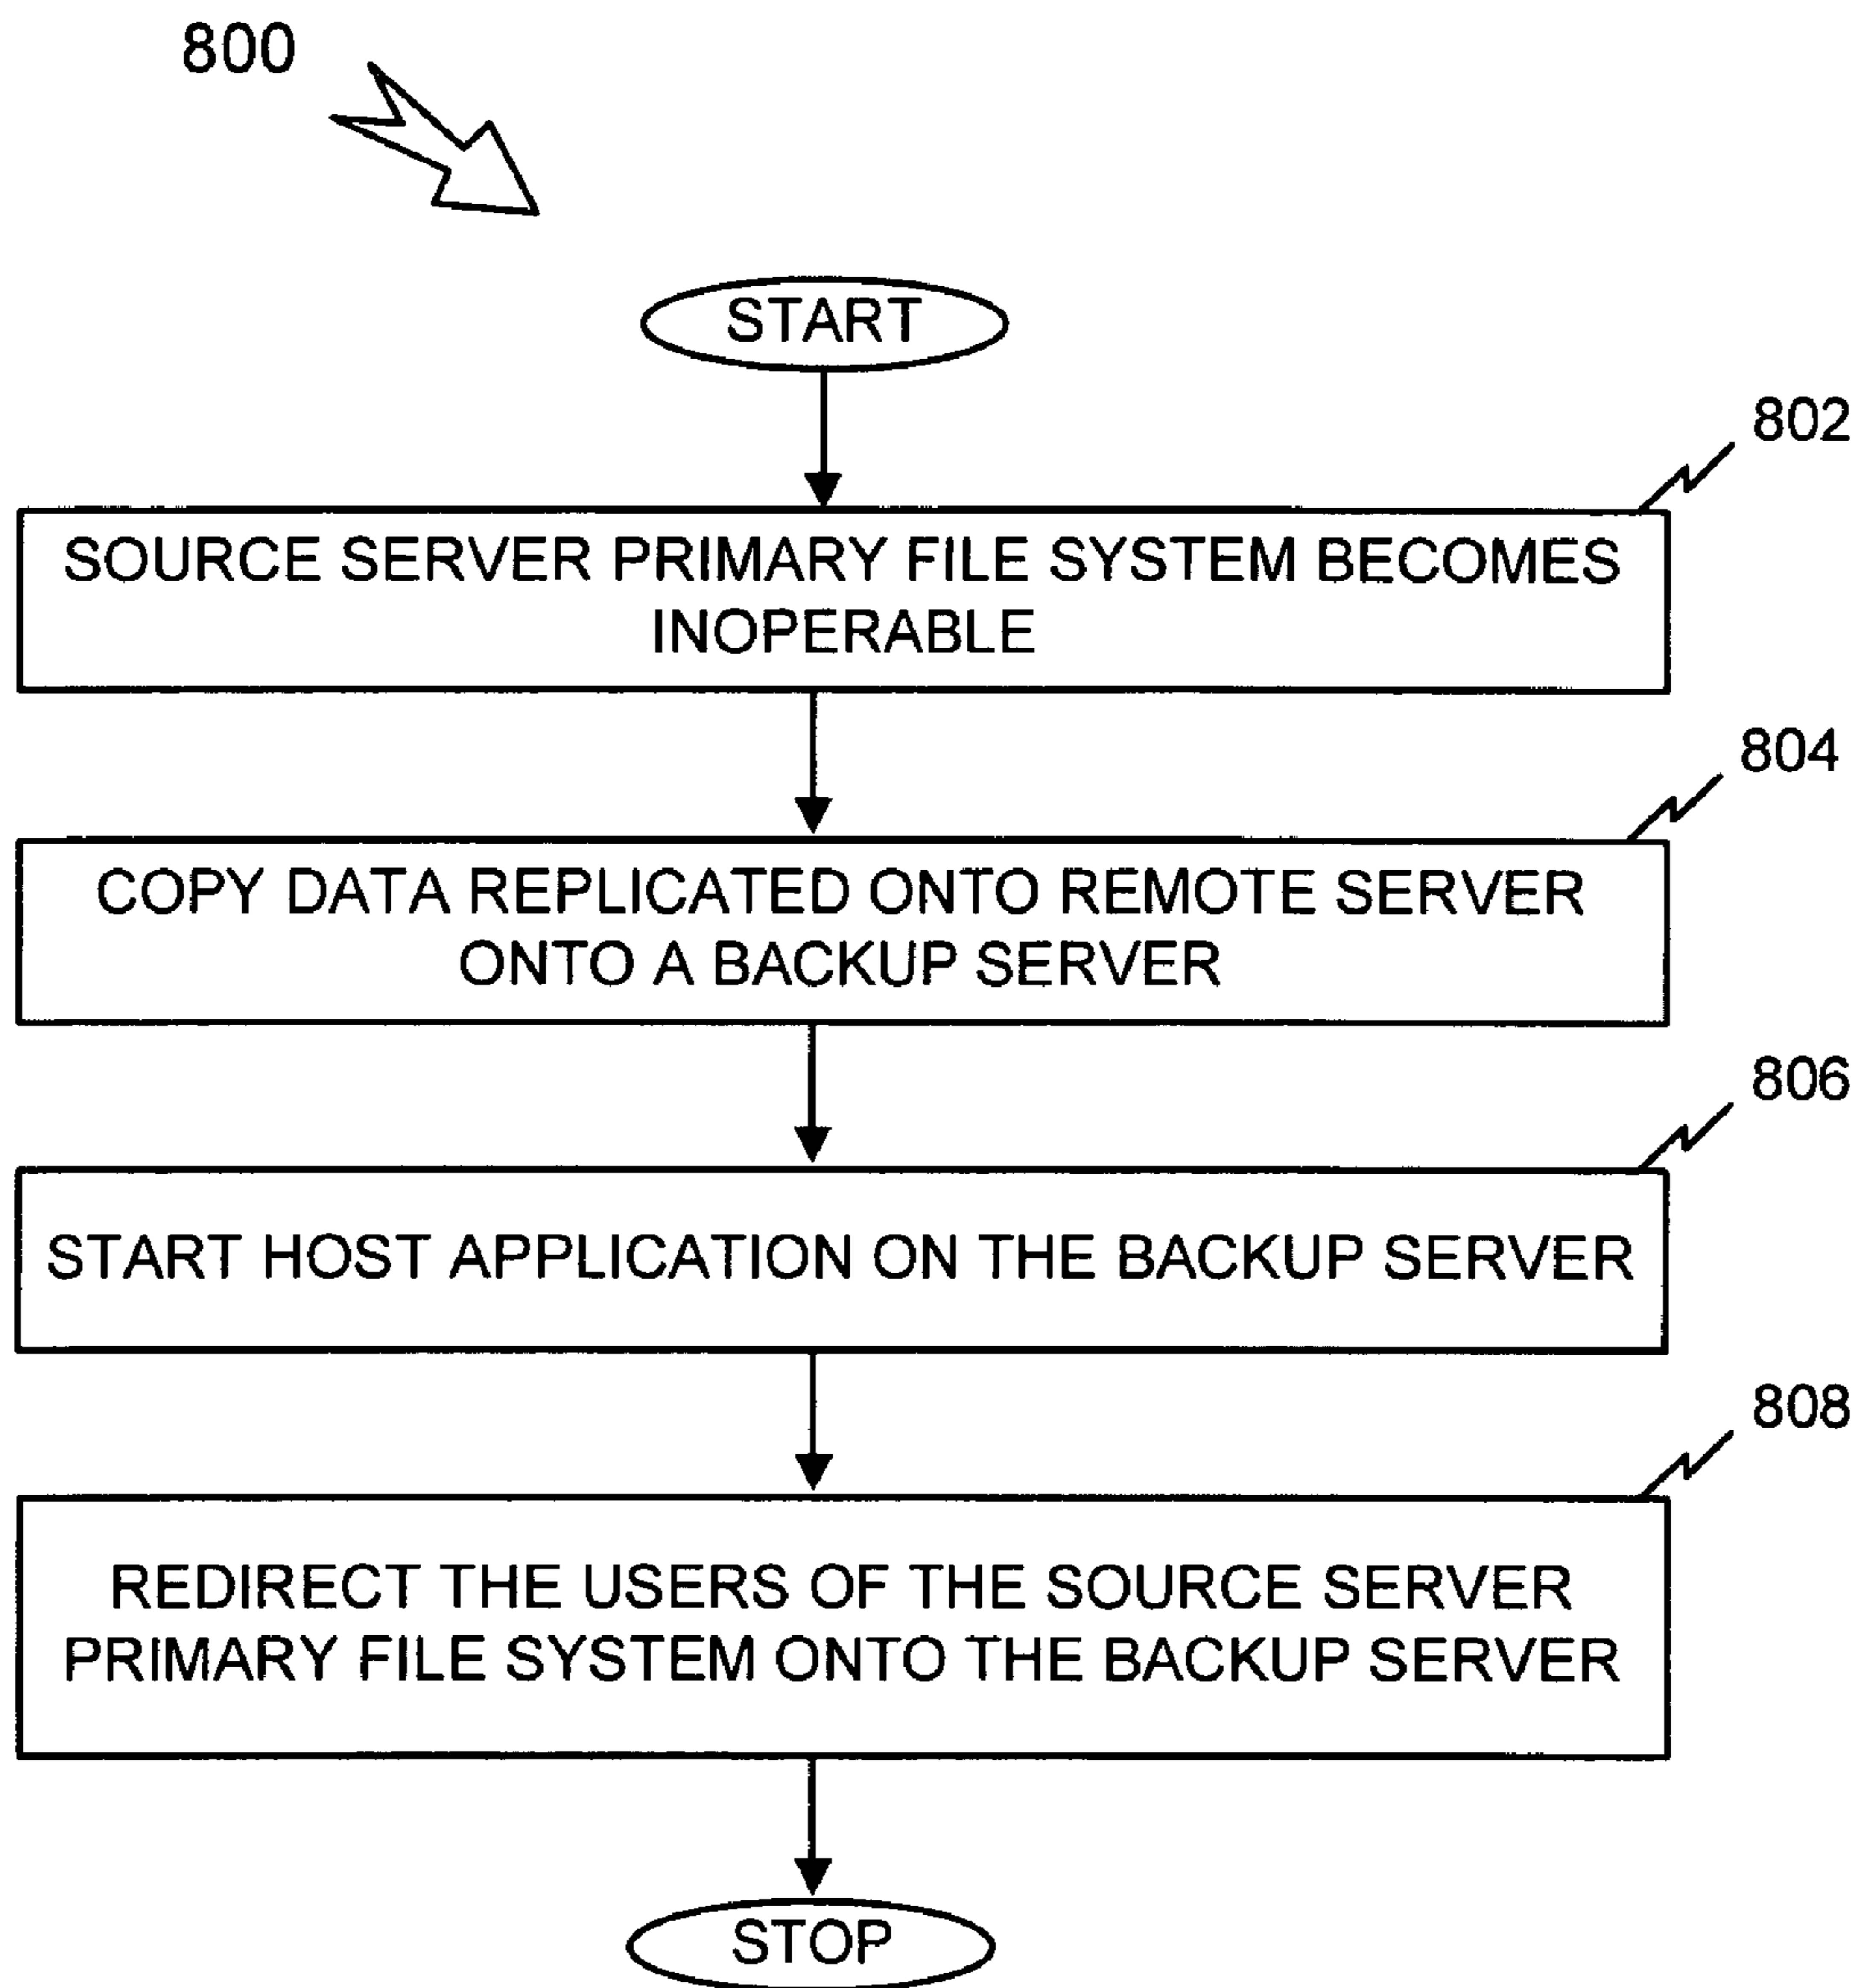 800
START
802
SOURCE SERVER PRIMARY FILE SYSTEM BECOMES
INOPERABLE
804
COPY DATA REPLICATED ONTO REMOTE SERVER
ONTO A BACKUP SERVER
806
START HOST APPLICATION ON THE BACKUP SERVER
808
REDIRECT THE USERS OF THE SOURCE SERVER
PRIMARY FILE SYSTEM ONTO THE BACKUP SERVER
STOP